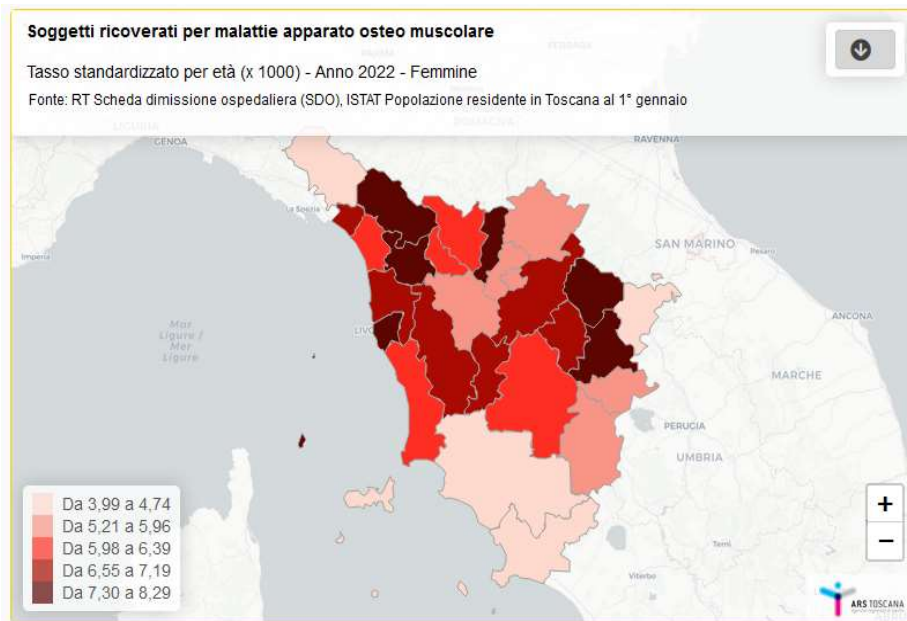 Soggetti ricoverati per malattie apparato osteo muscolare
Tasso standardizzato per età (x 1000) - Anno 2022 - Femmine
Fonte: RT Scheda dimissione ospedaliera (SDO), ISTAT Popolazione residente in Toscana al 1° gennaio
LIGURIA
GENOA
RAVENNA
La Spezia
Imperia
SAN MARINO
Pesaro
ANCONA
Mar
Ligure /
Mer
Ligure
LIVO
MARCHE
PERUGIA
UMBRIA
Terni
Viterbo
Da 3,99 a 4,74
Da 5,21 a 5,96
Da 5,98 a 6,39
Da 6,55 a 7,19
Da 7,30 a 8,29
+
−
ARS TOSCANA